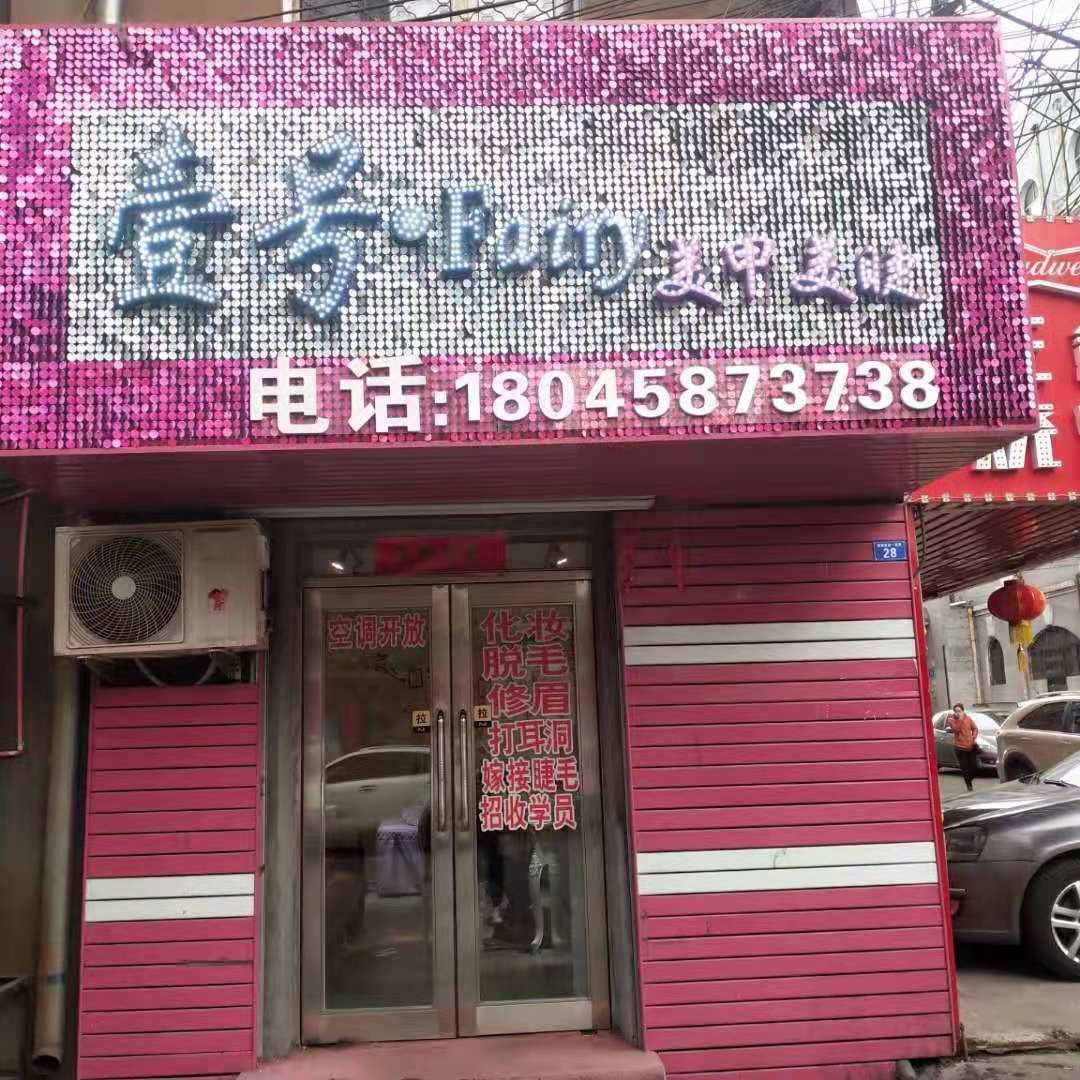 壹号·Fairy 美甲美睫
电话:18045873738
28
空调开放
化妆
脱毛
修眉
打耳洞
嫁接睫毛
招收学员
拉
拉